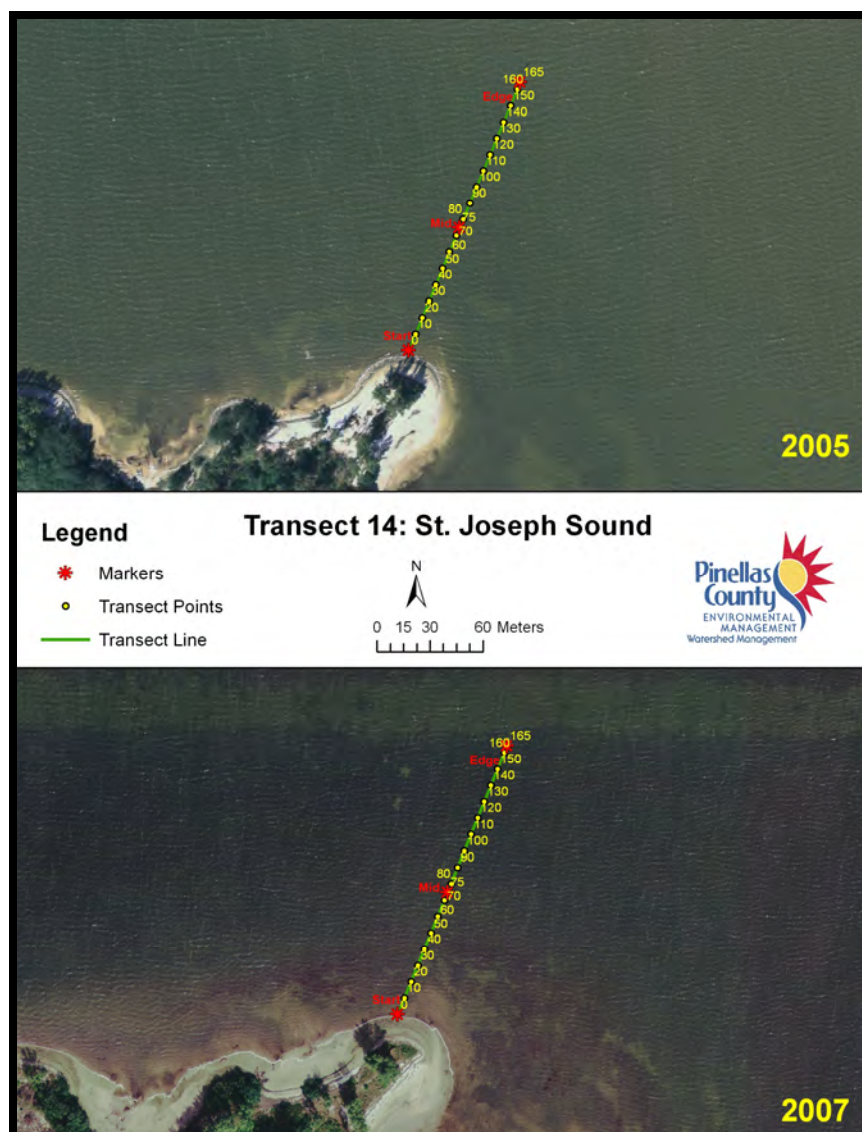 160 165
Edge 150
140
130
120
110
100
90
80
75
Mid
70
60
50
40
30
20
10
Start
0
2005
Legend
Transect 14: St. Joseph Sound
Markers
Transect Points
Transect Line
N
0 15 30 60 Meters
Pinellas
County
ENVIRONMENTAL
MANAGEMENT
Watershed Management
160 165
Edge 150
140
130
120
110
100
90
80
75
Mid
70
60
50
40
30
20
10
Start
0
2007